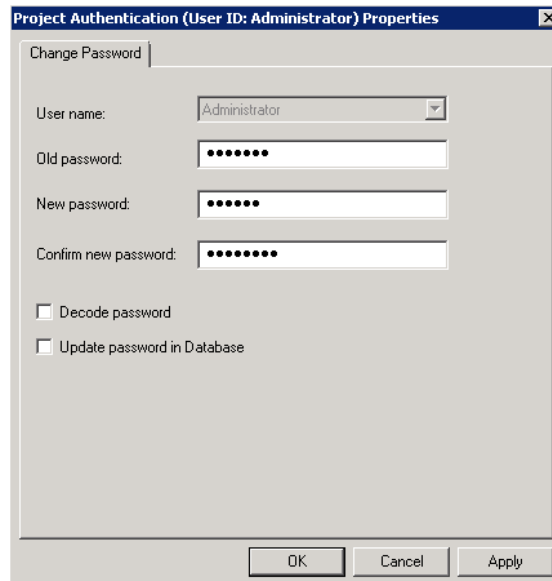 Project Authentication (User ID: Administrator) Properties
Change Password
User name: Administrator
Old password: •••••••
New password: ••••••
Confirm new password: ••••••••
Decode password
Update password in Database
OK Cancel Apply